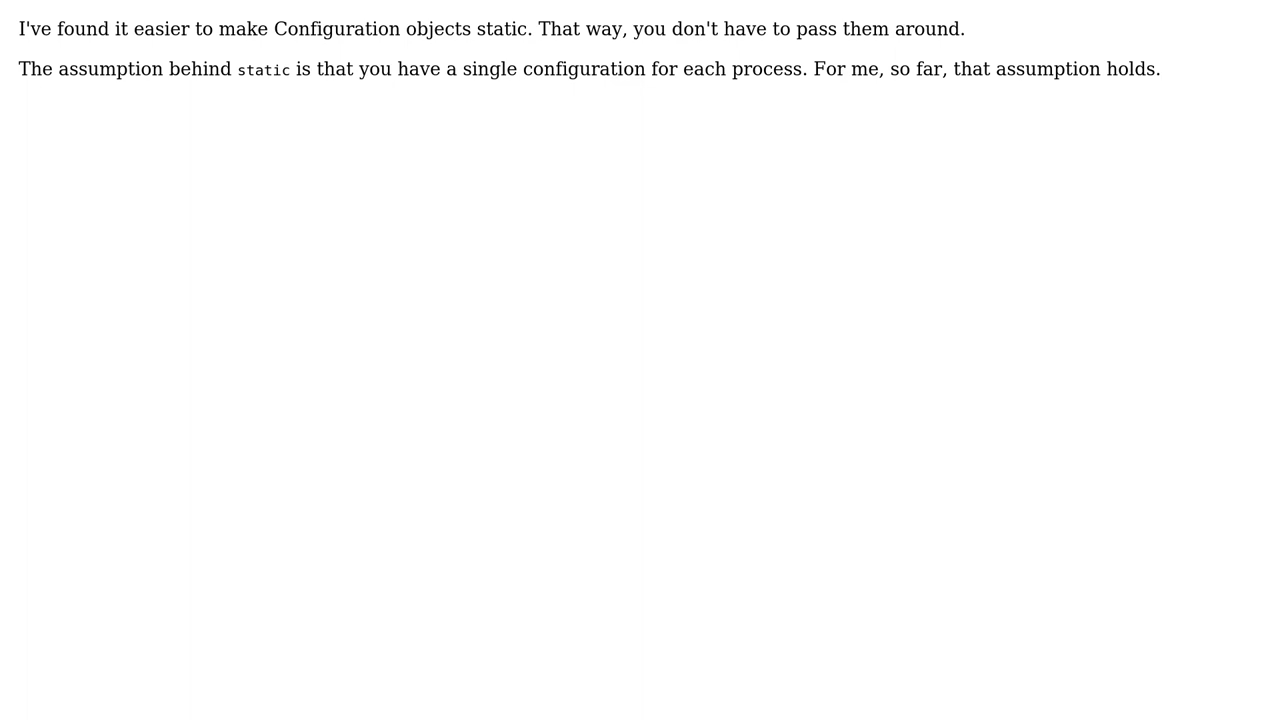 I've found it easier to make Configuration objects static. That way, you don't have to pass them around.
The assumption behind static is that you have a single configuration for each process. For me, so far, that assumption holds.